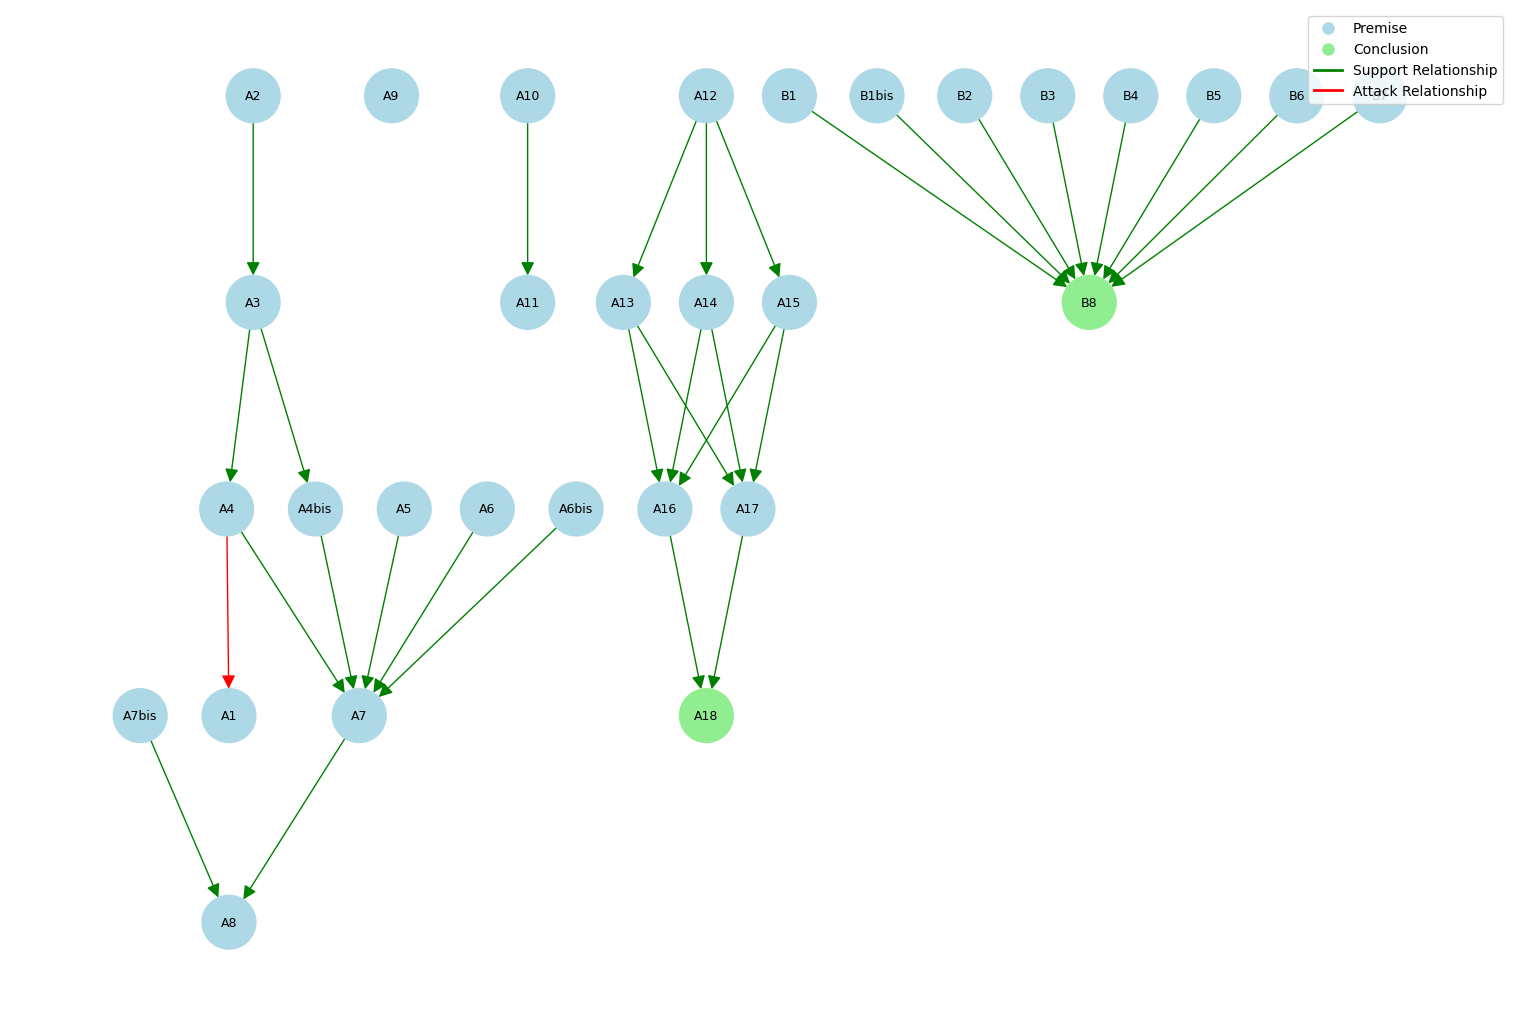 Premise
Conclusion
Support Relationship
Attack Relationship
A2
A9
A10
A12
B1
B1bis
B2
B3
B4
B5
B6
A3
A11
A13
A14
A15
B8
A4
A4bis
A5
A6
A6bis
A16
A17
A7bis
A1
A7
A18
A8